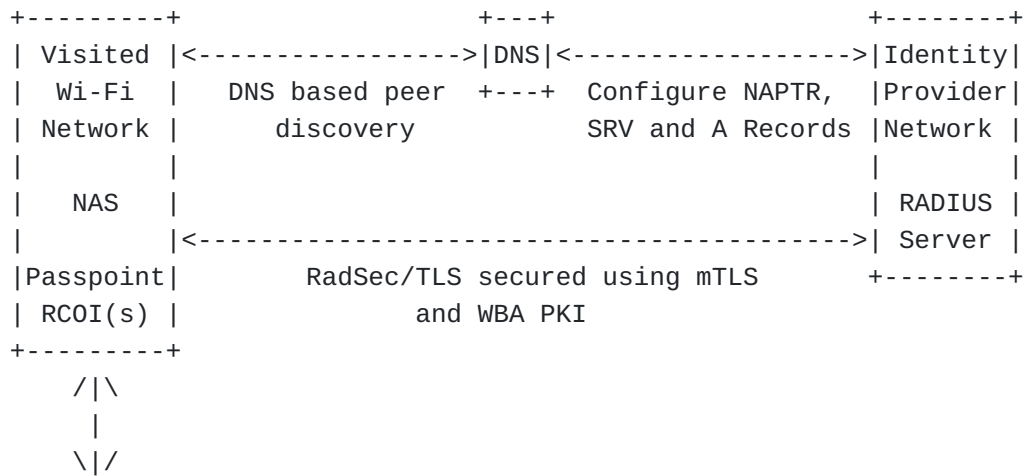 +---------+                   +---+                   +--------+
| Visited |<----------------->|DNS|<----------------->|Identity|
|  Wi-Fi  |   DNS based peer  +---+  Configure NAPTR,  |Provider|
| Network |      discovery           SRV and A Records |Network |
|         |                                            |        |
|   NAS   |                                            | RADIUS |
|         |<------------------------------------------>| Server |
|Passpoint|        RadSec/TLS secured using mTLS       +--------+
| RCOI(s) |               and WBA PKI
+---------+
    /|\
     |
    \|/